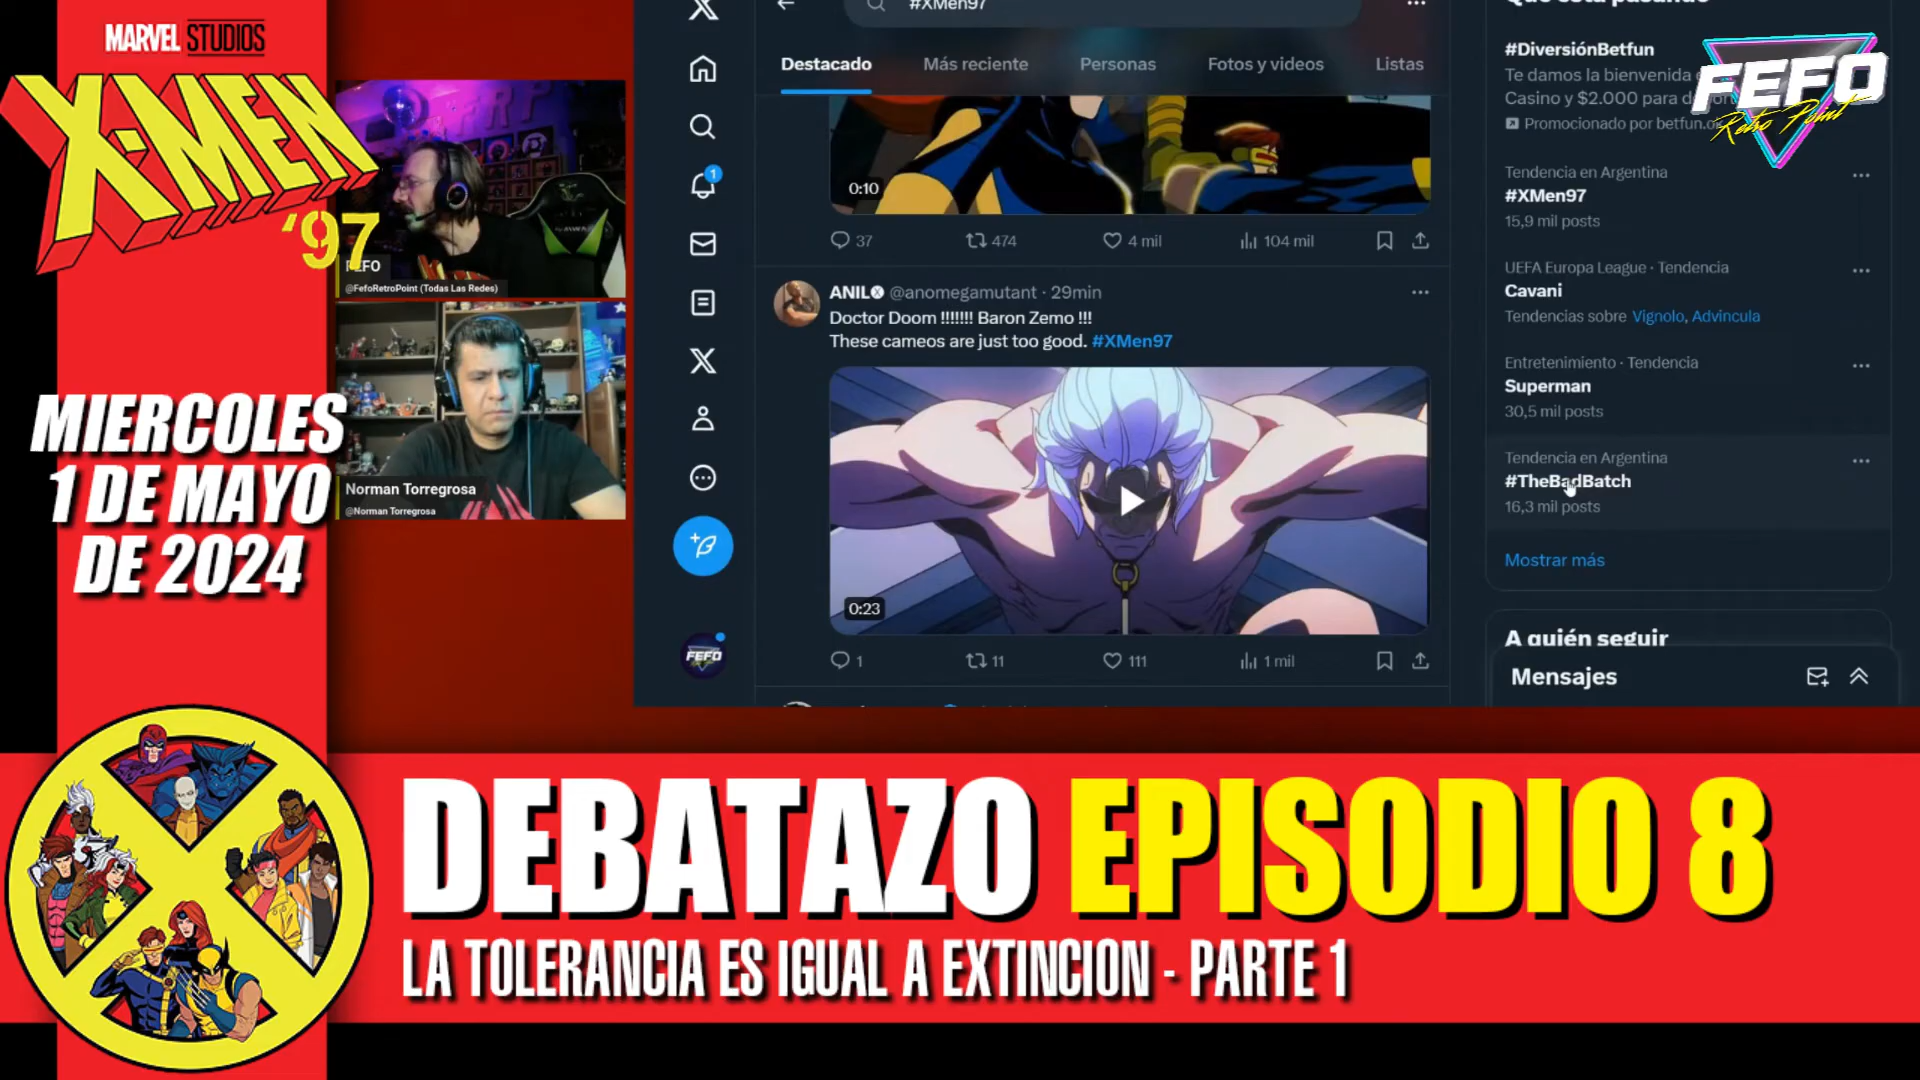 MARVEL STUDIOS
X-MEN
'97
MIERCOLES
1 DE MAYO
DE 2024
FEFO
@FefoRetroPoint (Todas Las Redes)
Norman Torregrosa
@Norman Torregrosa
#XMen97
Destacado
Más reciente
Personas
Fotos y videos
Listas
0:10
37
474
4 mil
104 mil
ANIL @anomegamutant · 29min
Doctor Doom !!!!!!! Baron Zemo !!!
These cameos are just too good. #XMen97
0:23
1
11
111
1 mil
1
FEFO
#DiversiónBetfun
Te damos la bienvenida
Casino y $2.000 para
Promocionado por
Tendencia en Argentina
#XMen97
15,9 mil posts
UEFA Europa League · Tendencia
Cavani
Tendencias sobre Vignolo, Advincula
Entretenimiento · Tendencia
Superman
30,5 mil posts
Tendencia en Argentina
#TheBadBatch
16,3 mil posts
Mostrar más
A quién seguir
Mensajes
FEFO
Retro Point
DEBATAZO EPISODIO 8
LA TOLERANCIA ES IGUAL A EXTINCION - PARTE 1